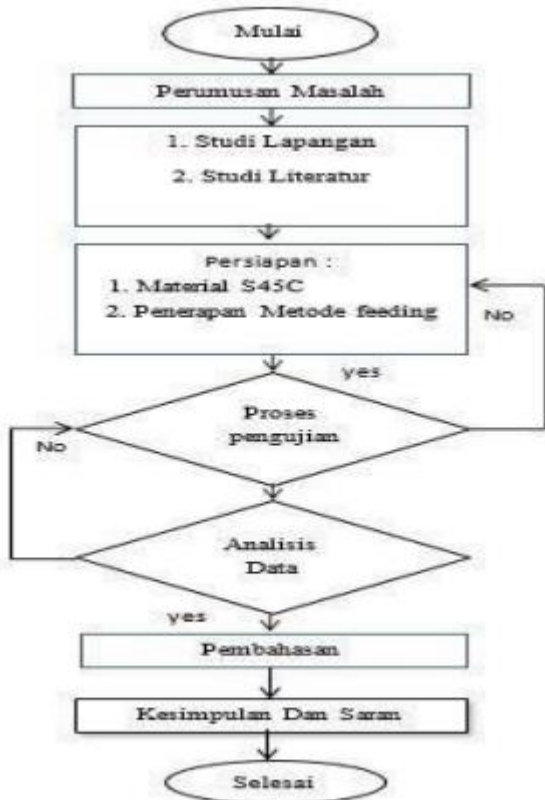 Mulai
Perumusan Masalah
1. Studi Lapangan
2. Studi Literatur
Persiapan :
1. Material S45C
2. Penerapan Metode feeding
No
yes
Proses
pengujian
No
Analisis
Data
yes
Pembahasan
Kesimpulan Dan Saran
Selesai